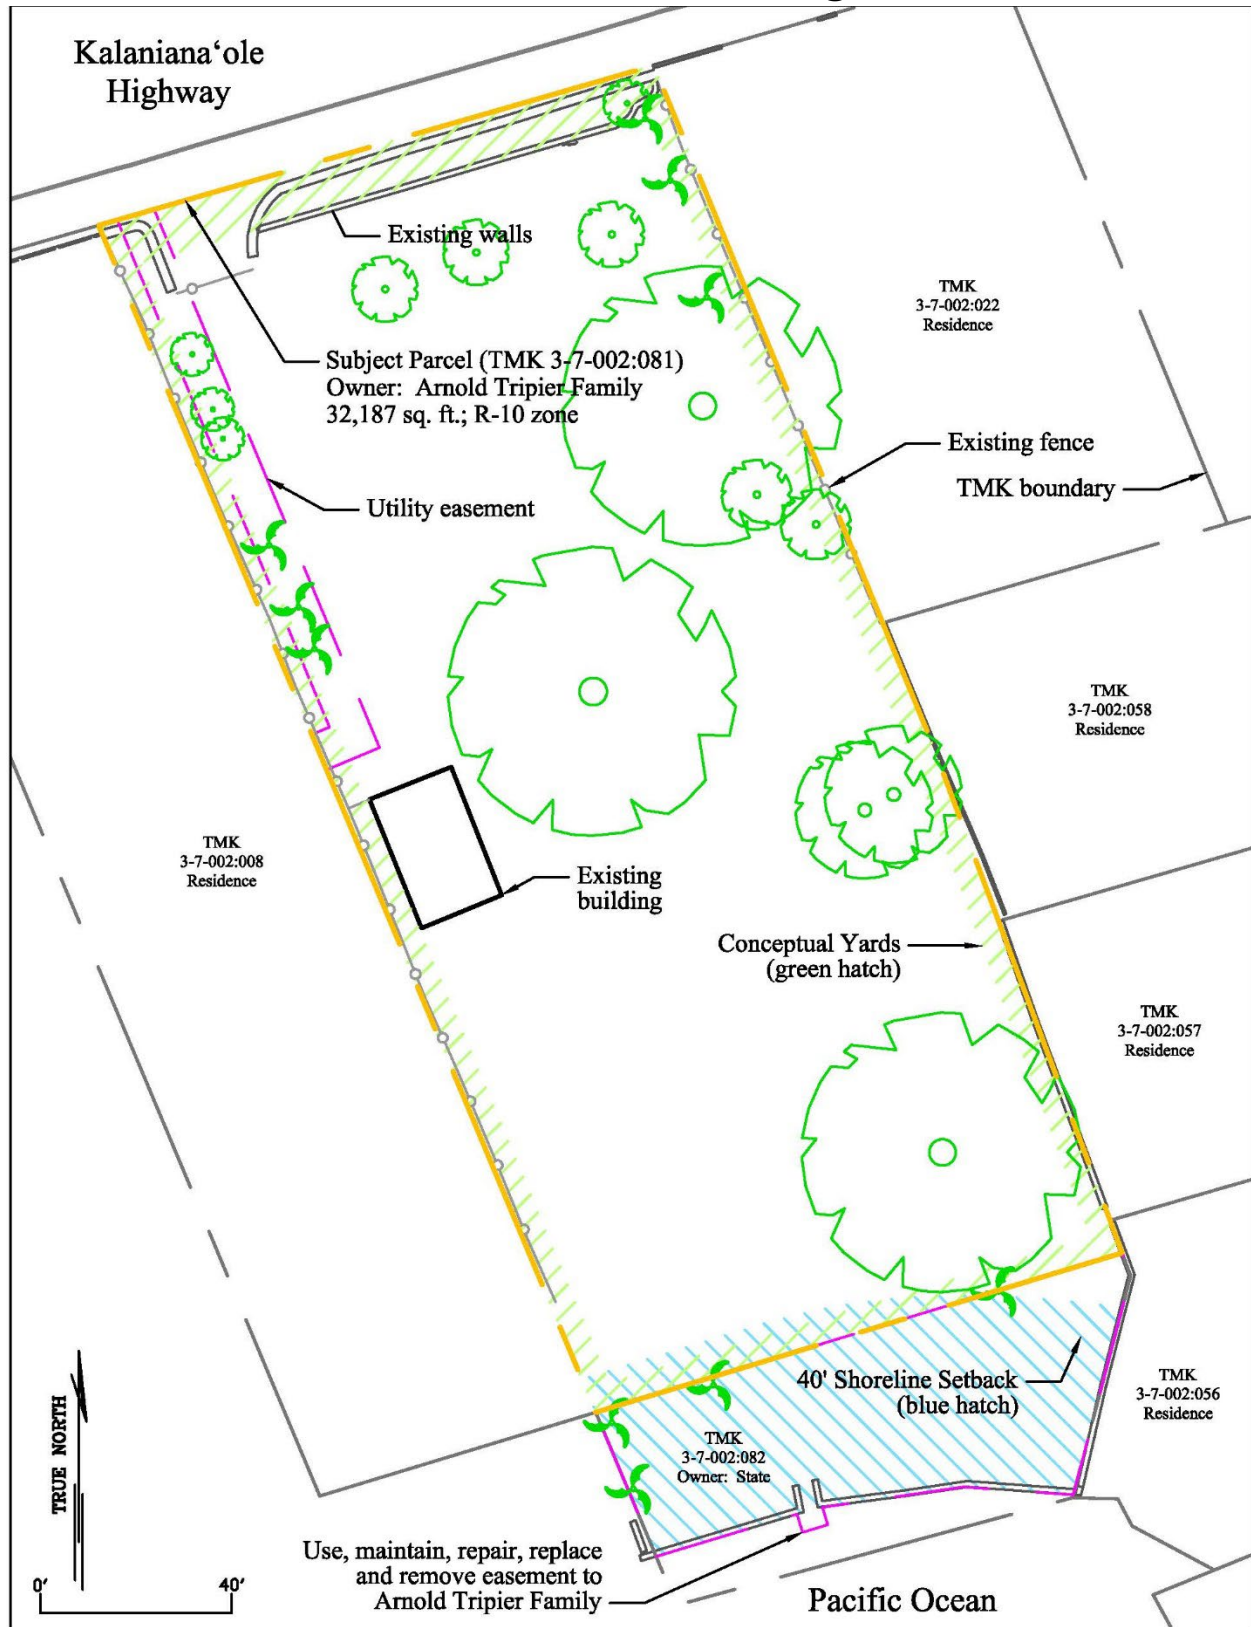 Kalaniana‘ole
Highway
Existing walls
TMK
3-7-002:022
Residence
Subject Parcel (TMK 3-7-002:081)
Owner: Arnold Tripier Family
32,187 sq. ft.; R-10 zone
Existing fence
TMK boundary
Utility easement
TMK
3-7-002:058
Residence
TMK
3-7-002:008
Residence
Existing
building
Conceptual Yards
(green hatch)
TMK
3-7-002:057
Residence
40' Shoreline Setback
(blue hatch)
TMK
3-7-002:056
Residence
TMK
3-7-002:082
Owner: State
TRUE NORTH
Use, maintain, repair, replace
and remove easement to
Arnold Tripier Family
0' 40'
Pacific Ocean